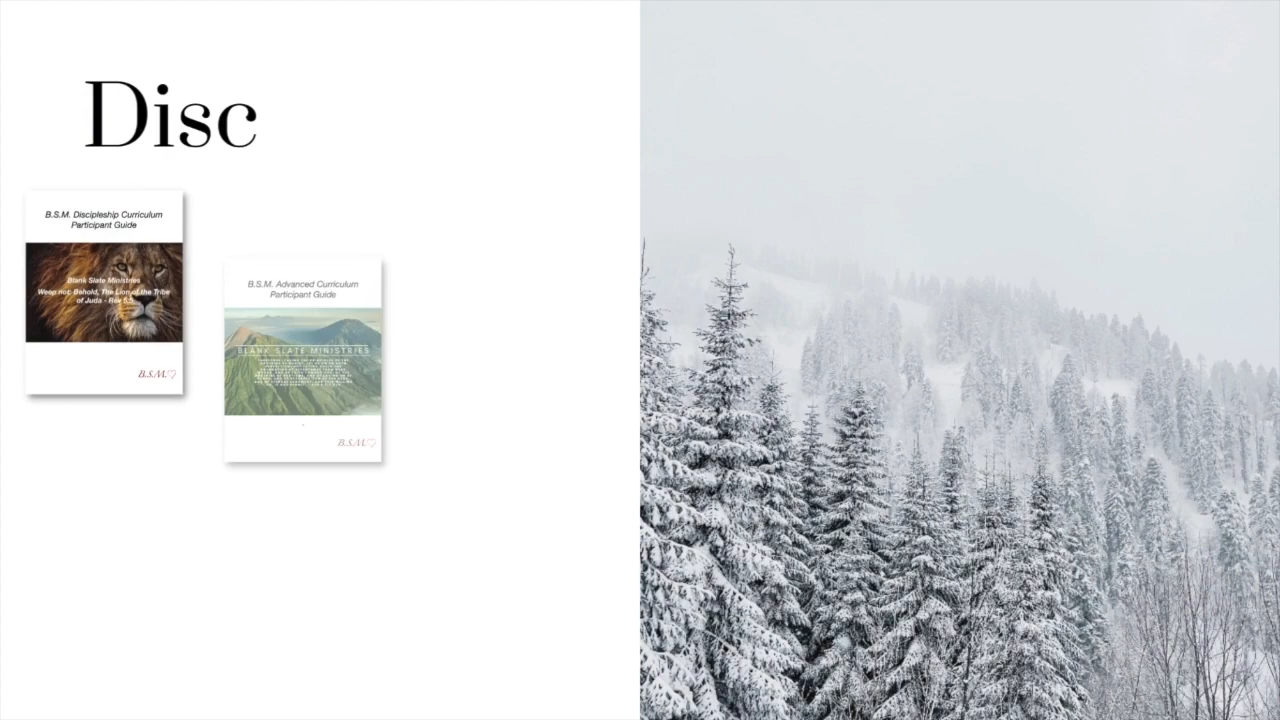 Disc
B.S.M. Discipleship Curriculum
Participant Guide
Blank Slate Ministries
Weep not: Behold, The Lion of the Tribe
of Juda - Rev 5:5
B.S.M.
B.S.M. Advanced Curriculum
Participant Guide
BLANK SLATE MINISTRIES
B.S.M.